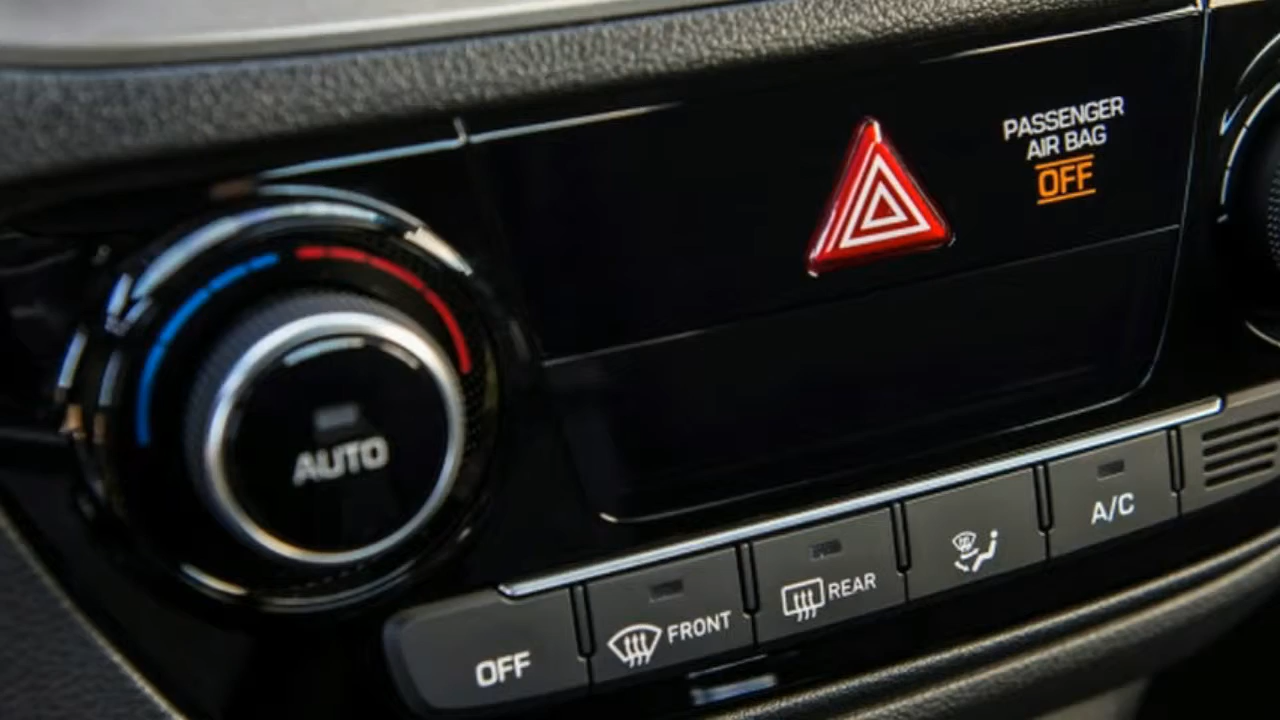 PASSENGER
AIR BAG
OFF
AUTO
A/C
REAR
FRONT
OFF